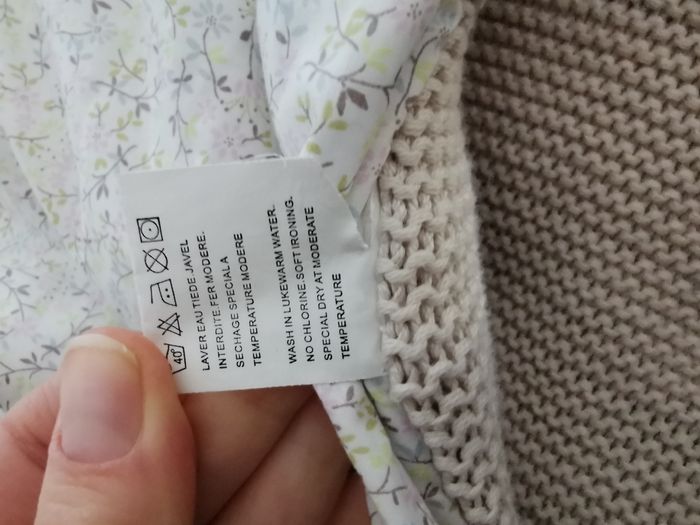 40°
LAVER EAU TIEDE.JAVEL
INTERDITE.FER MODERE.
SECHAGE SPECIALA
TEMPERATURE MODERE
WASH IN LUKEWARM WATER.
NO CHLORINE.SOFT IRONING.
SPECIAL DRY AT MODERATE
TEMPERATURE